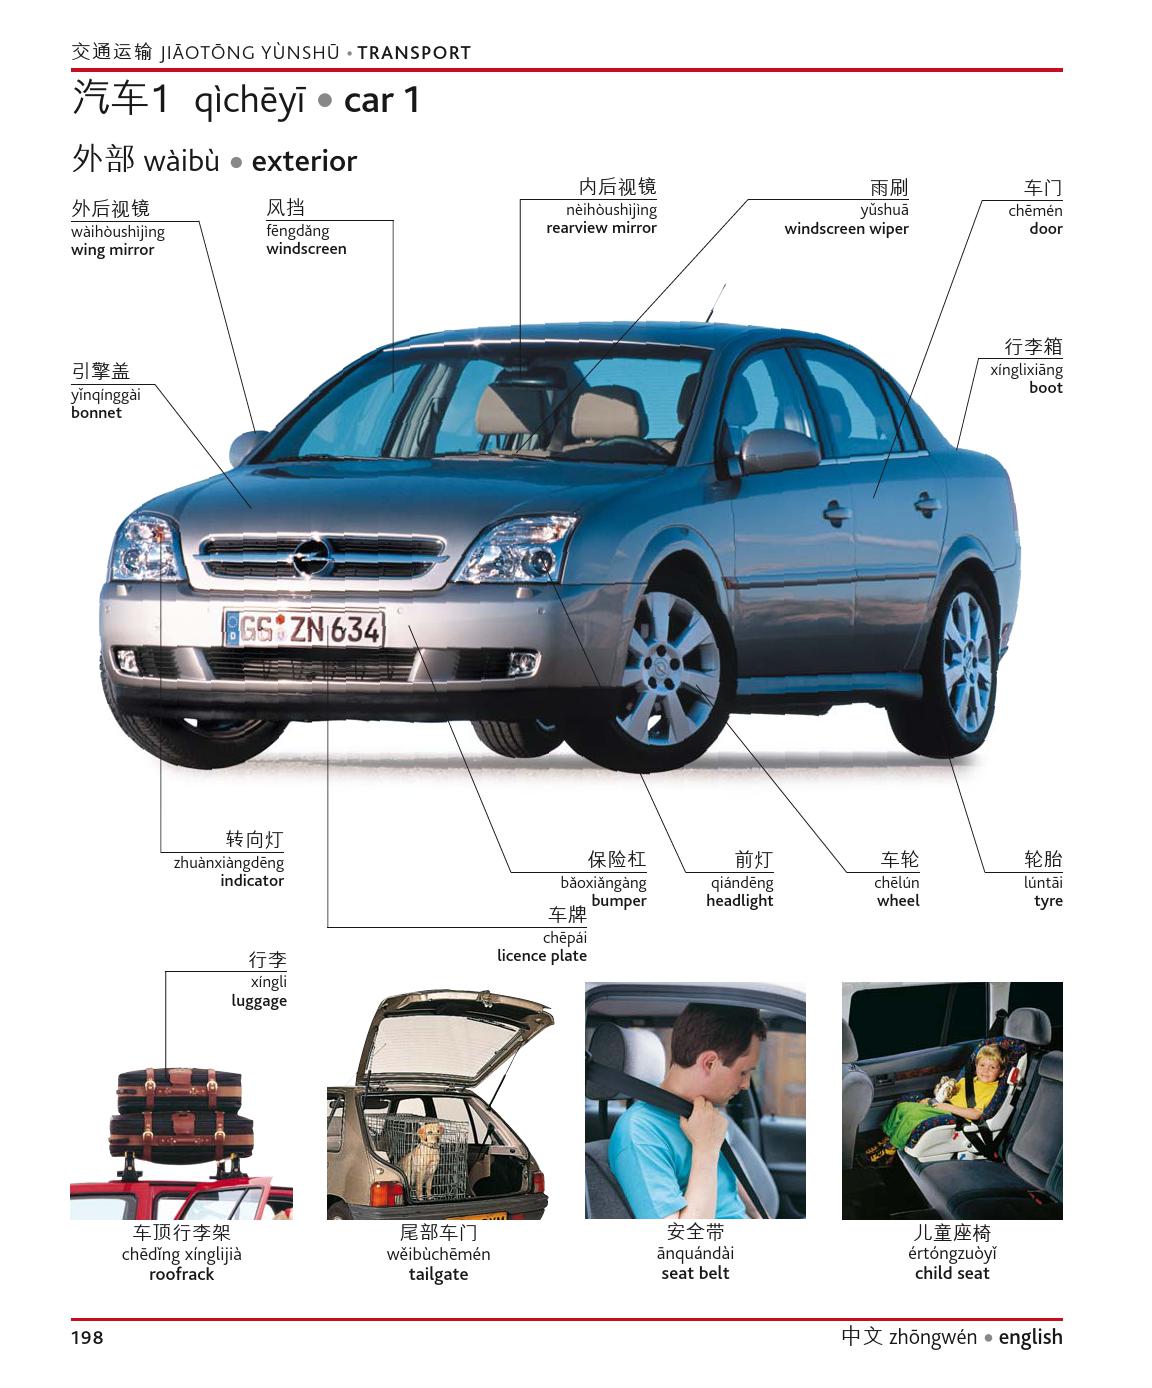 交通运输 JIĀOTŌNG YÙNSHŪ • TRANSPORT
汽车1 qìchēyī • car 1
外部 wàibù • exterior
外后视镜
wàihòushìjìng
wing mirror
风挡
fēngdǎng
windscreen
内后视镜
nèihòushìjìng
rearview mirror
雨刷
yǔshuā
windscreen wiper
车门
chēmén
door
引擎盖
yǐnqínggài
bonnet
行李箱
xínglixiāng
boot
GG ZN 634
转向灯
zhuànxiàngdēng
indicator
保险杠
bǎoxiǎngàng
bumper
前灯
qiándēng
headlight
车轮
chēlún
wheel
轮胎
lúntāi
tyre
车牌
chēpái
licence plate
行李
xíngli
luggage
车顶行李架
chēdǐng xínglijià
roofrack
尾部车门
wěibùchēmén
tailgate
安全带
ānquándài
seat belt
儿童座椅
értóngzuòyǐ
child seat
198
中文 zhōngwén • english